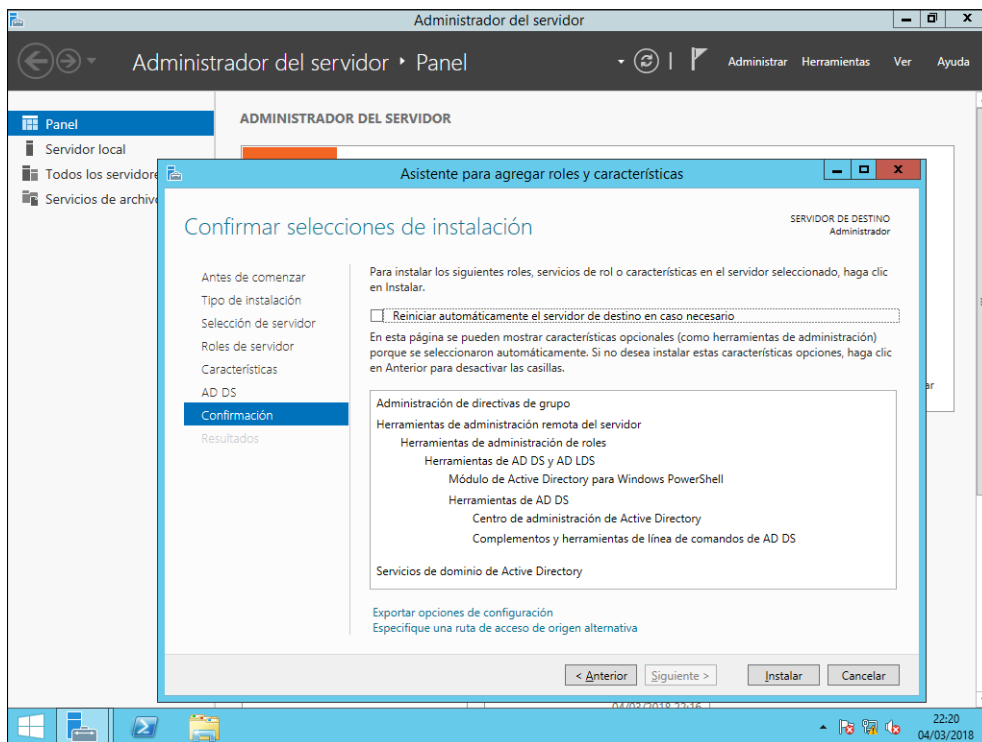 Administrador del servidor
Administrador del servidor ‣ Panel
Administrar Herramientas Ver Ayuda
Panel
Servidor local
Todos los servidore
Servicios de archiv
ADMINISTRADOR DEL SERVIDOR
Asistente para agregar roles y características
Confirmar selecciones de instalación
SERVIDOR DE DESTINO
Administrador
Antes de comenzar
Tipo de instalación
Selección de servidor
Roles de servidor
Características
AD DS
Confirmación
Resultados
Para instalar los siguientes roles, servicios de rol o características en el servidor seleccionado, haga clic
en Instalar.
Reiniciar automáticamente el servidor de destino en caso necesario
En esta página se pueden mostrar características opcionales (como herramientas de administración)
porque se seleccionaron automáticamente. Si no desea instalar estas características opciones, haga clic
en Anterior para desactivar las casillas.
Administración de directivas de grupo
Herramientas de administración remota del servidor
Herramientas de administración de roles
Herramientas de AD DS y AD LDS
Módulo de Active Directory para Windows PowerShell
Herramientas de AD DS
Centro de administración de Active Directory
Complementos y herramientas de línea de comandos de AD DS
Servicios de dominio de Active Directory
Exportar opciones de configuración
Especifique una ruta de acceso de origen alternativa
< Anterior Siguiente > Instalar Cancelar
ar
04/03/2018 22:16
22:20
04/03/2018